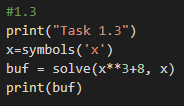 #1.3
print("Task 1.3")
x=symbols('x')
buf = solve(x**3+8, x)
print(buf)